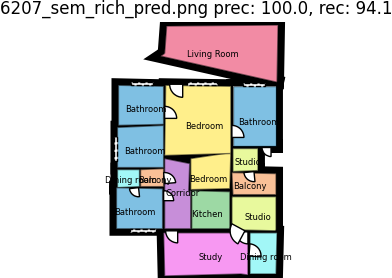 6207_sem_rich_pred.png prec: 100.0, rec: 94.1
Living Room
Bathroom
Bathroom
Bedroom
Bathroom
Studio
Dining room
Balcony
Bedroom
Balcony
Corridor
Bathroom
Kitchen
Studio
Study
Dining room